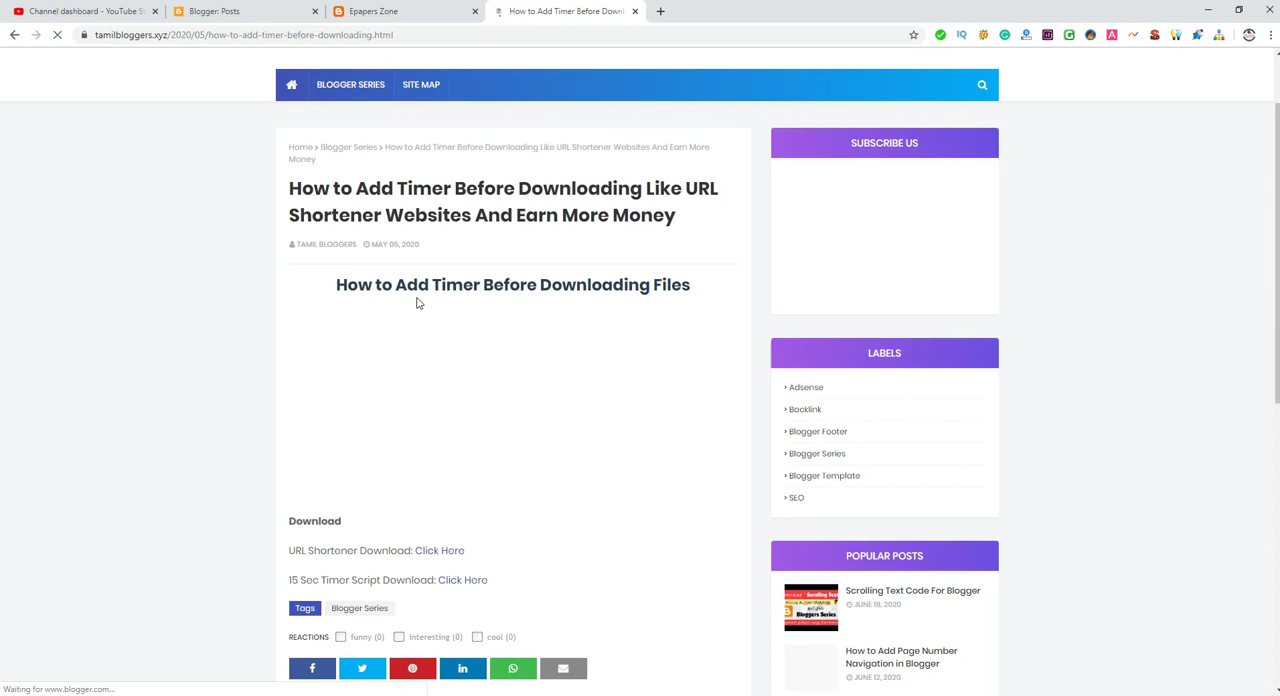 Channel dashboard - YouTube St
Blogger: Posts
Epapers Zone
How to Add Timer Before Downl
tamilbloggers.xyz/2020/05/how-to-add-timer-before-downloading.html
BLOGGER SERIES
SITE MAP
Home › Blogger Series › How to Add Timer Before Downloading Like URL Shortener Websites And Earn More
Money
How to Add Timer Before Downloading Like URL
Shortener Websites And Earn More Money
TAMIL BLOGGERS MAY 05, 2020
How to Add Timer Before Downloading Files
Download
URL Shortener Download: Click Here
15 Sec Timer Script Download: Click Here
Tags Blogger Series
REACTIONS funny (0) interesting (0) cool (0)
SUBSCRIBE US
LABELS
Adsense
Backlink
Blogger Footer
Blogger Series
Blogger Template
SEO
POPULAR POSTS
Scrolling Text Code For Blogger
JUNE 18, 2020
How to Add Page Number
Navigation in Blogger
JUNE 12, 2020
Waiting for www.blogger.com...